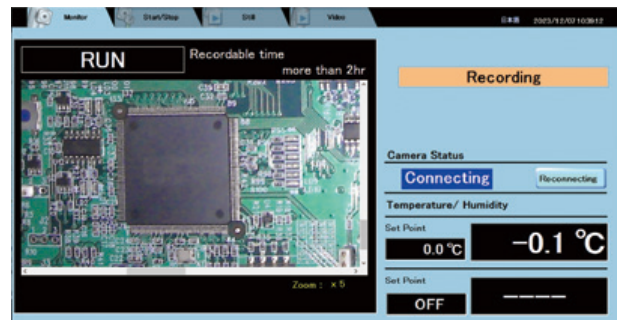 Monitor
Start/Stop
Still
Video
日本語
2023/12/07 10:39:12
RUN
Recordable time
more than 2hr
Recording
Camera Status
Connecting
Reconnecting
Temperature/ Humidity
Set Point
0.0 ℃
−0.1 ℃
Zoom : ×5
Set Point
OFF
----